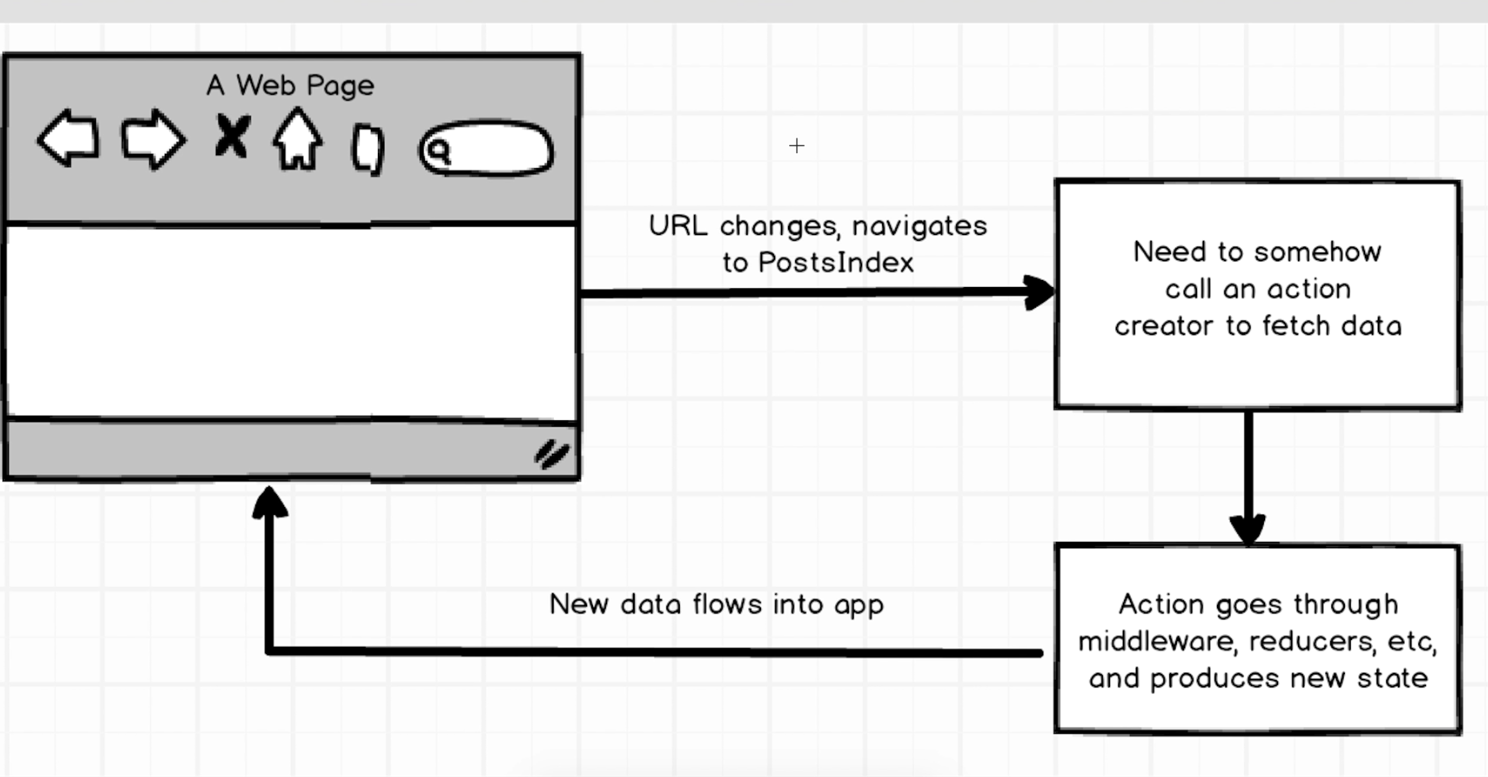 A Web Page
URL changes, navigates
to PostsIndex
Need to somehow
call an action
creator to fetch data
New data flows into app
Action goes through
middleware, reducers, etc,
and produces new state